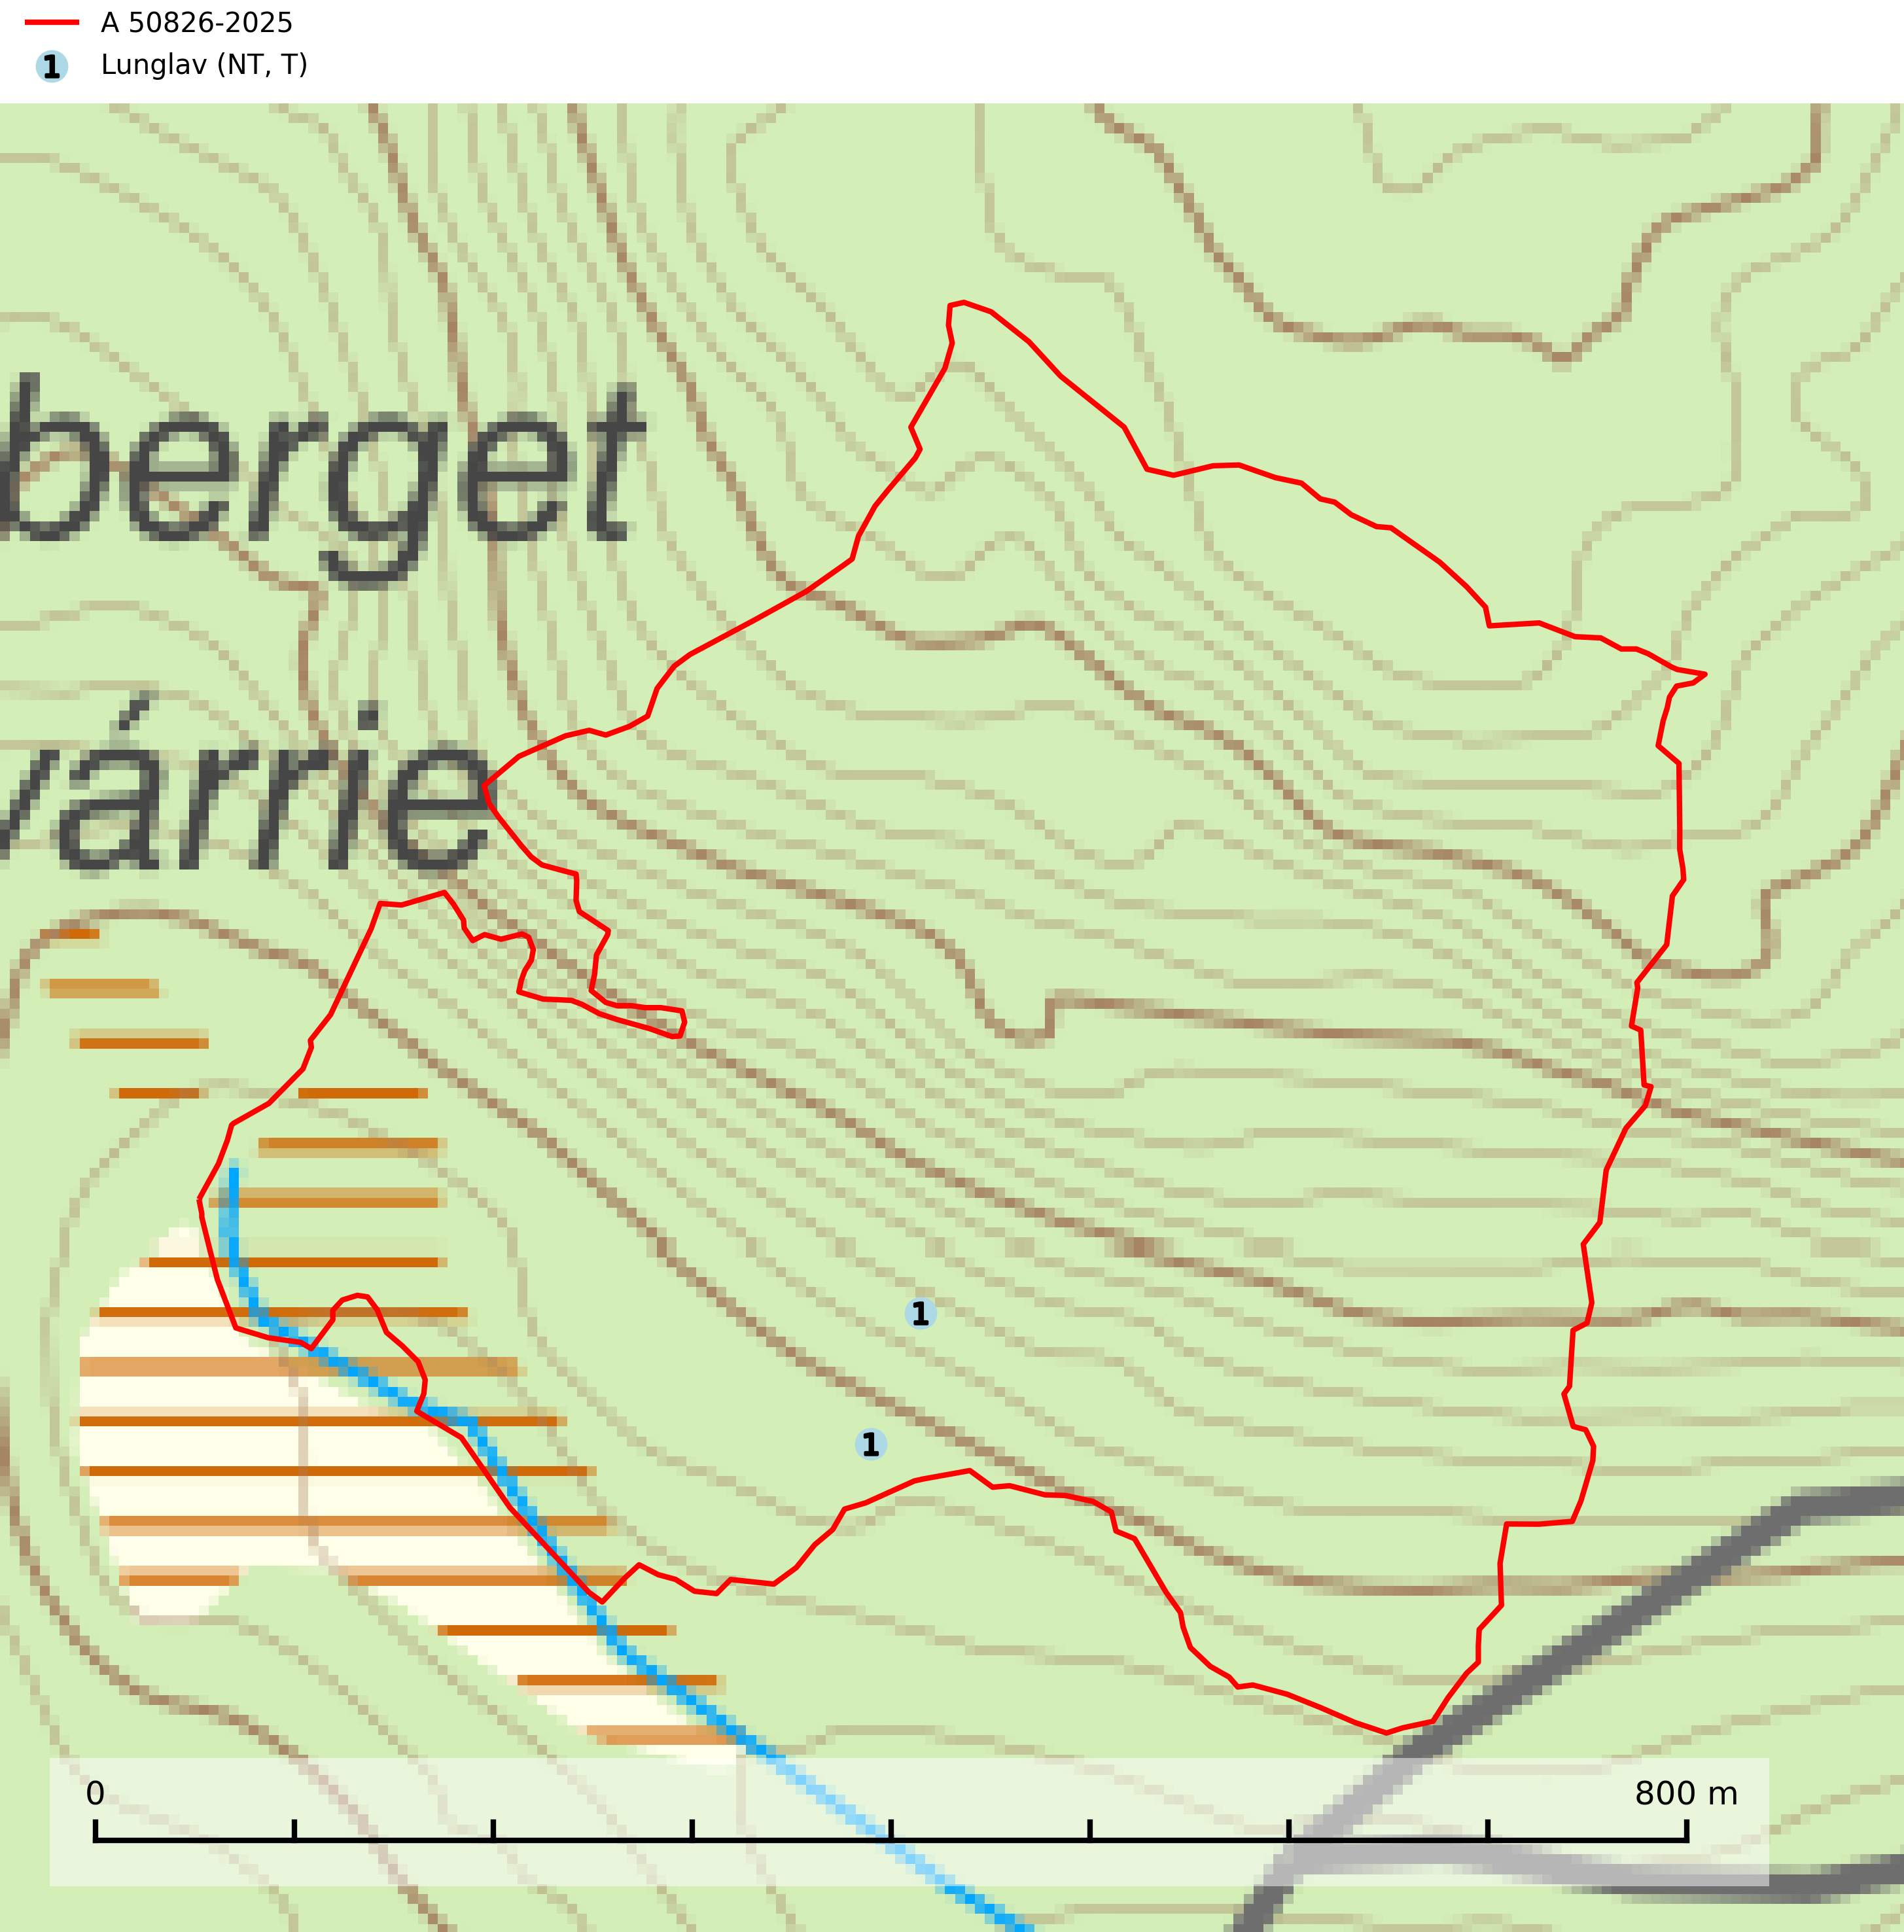 A 50826-2025
1 Lunglav (NT, T)
berget
várrie
1
1
0 800 m